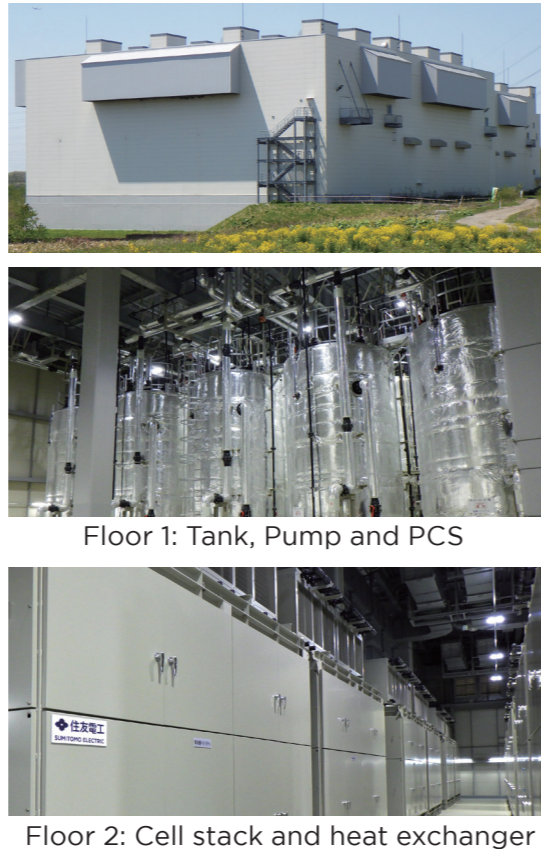 Floor 1: Tank, Pump and PCS
住友電工
SUMITOMO ELECTRIC
Floor 2: Cell stack and heat exchanger